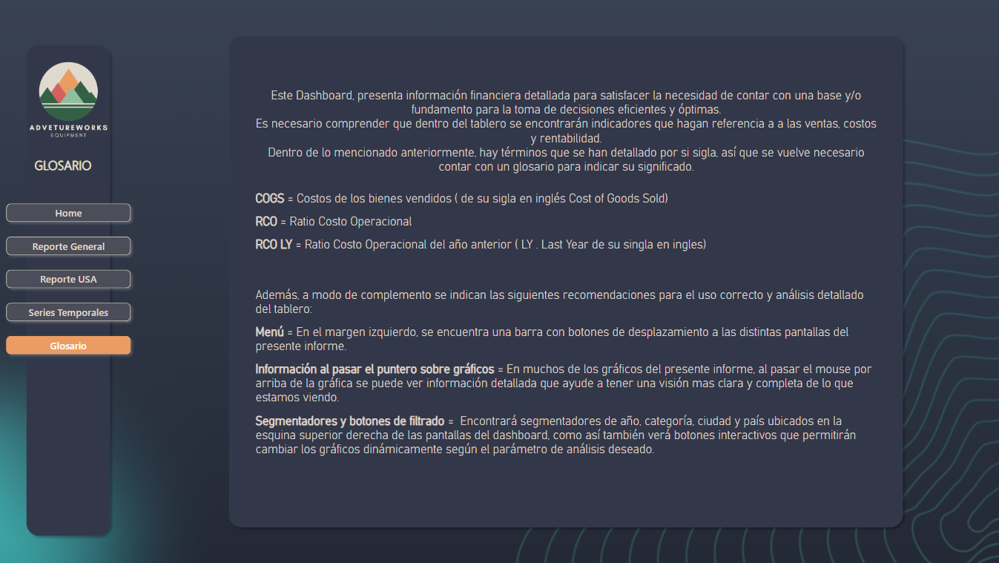 ADVETUREWORKS
EQUIPMENT
GLOSARIO
Home
Reporte General
Reporte USA
Series Temporales
Glosario
Este Dashboard, presenta información financiera detallada para satisfacer la necesidad de contar con una base y/o
fundamento para la toma de decisiones eficientes y óptimas.
Es necesario comprender que dentro del tablero se encontrarán indicadores que hagan referencia a a las ventas, costos
y rentabilidad.
Dentro de lo mencionado anteriormente, hay términos que se han detallado por si sigla, así que se vuelve necesario
contar con un glosario para indicar su significado.
COGS = Costos de los bienes vendidos ( de su sigla en inglés Cost of Goods Sold)
RCO = Ratio Costo Operacional
RCO LY = Ratio Costo Operacional del año anterior ( LY . Last Year de su singla en ingles)
Además, a modo de complemento se indican las siguientes recomendaciones para el uso correcto y análisis detallado
del tablero:
Menú = En el margen izquierdo, se encuentra una barra con botones de desplazamiento a las distintas pantallas del
presente informe.
Información al pasar el puntero sobre gráficos = En muchos de los gráficos del presente informe, al pasar el mouse por
arriba de la gráfica se puede ver información detallada que ayude a tener una visión mas clara y completa de lo que
estamos viendo.
Segmentadores y botones de filtrado =  Encontrará segmentadores de año, categoría, ciudad y país ubicados en la
esquina superior derecha de las pantallas del dashboard, como así también verá botones interactivos que permitirán
cambiar los gráficos dinámicamente según el parámetro de análisis deseado.